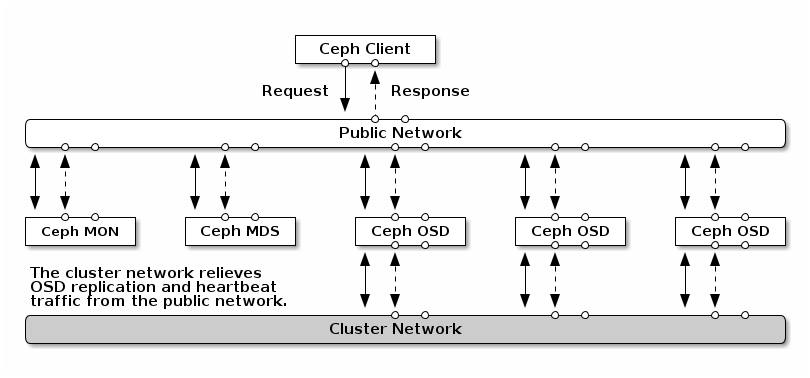 Ceph Client
Request
Response
Public Network
Ceph MON
Ceph MDS
Ceph OSD
Ceph OSD
Ceph OSD
The cluster network relieves
OSD replication and heartbeat
traffic from the public network.
Cluster Network